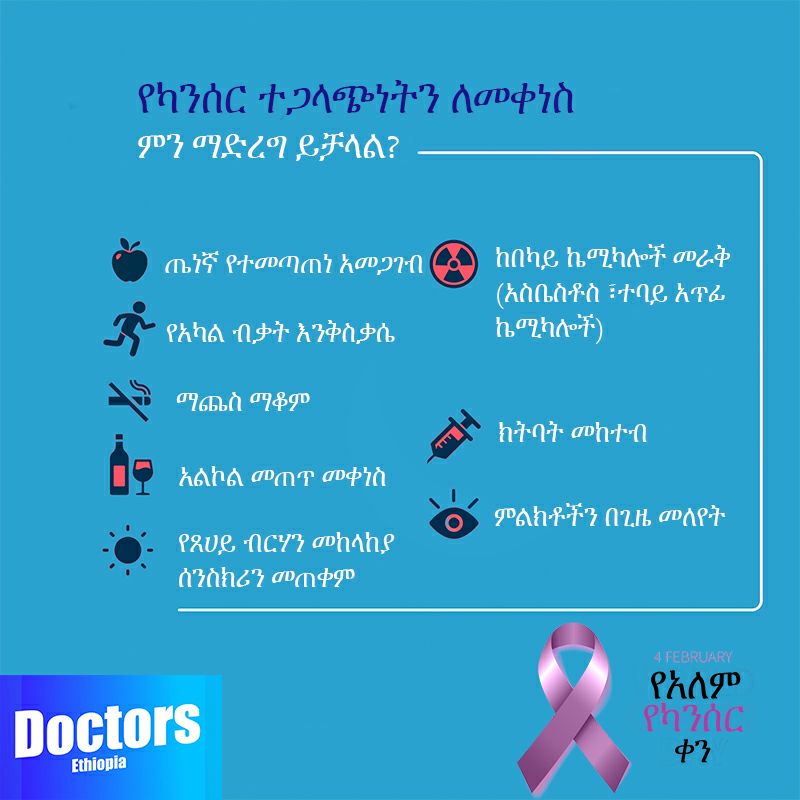 የካንሰር ተጋላጭነትን ለመቀነስ
ምን ማድረግ ይቻላል?
ጤነኛ የተመጣጠነ አመጋገብ
የአካል ብቃት እንቅስቃሴ
ማጨስ ማቆም
አልኮል መጠጥ መቀነስ
የጸሀይ ብርሃን መከላከያ
ሰንስክሪን መጠቀም
ከበካይ ኬሚካሎች መራቅ
(አስቤስቶስ ፣ተባይ አጥፊ
ኬሚካሎች)
ክትባት መከተብ
ምልክቶችን በጊዜ መለየት
4 FEBRUARY
የአለም
የካንሰር
ቀን
Doctors
Ethiopia